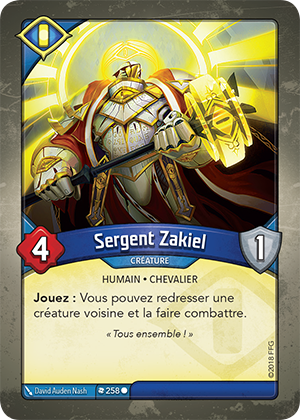 Sergent Zakiel
CRÉATURE
4
1
HUMAIN • CHEVALIER
Jouez : Vous pouvez redresser une
créature voisine et la faire combattre.
« Tous ensemble ! »
©2018 FFG
David Auden Nash
258